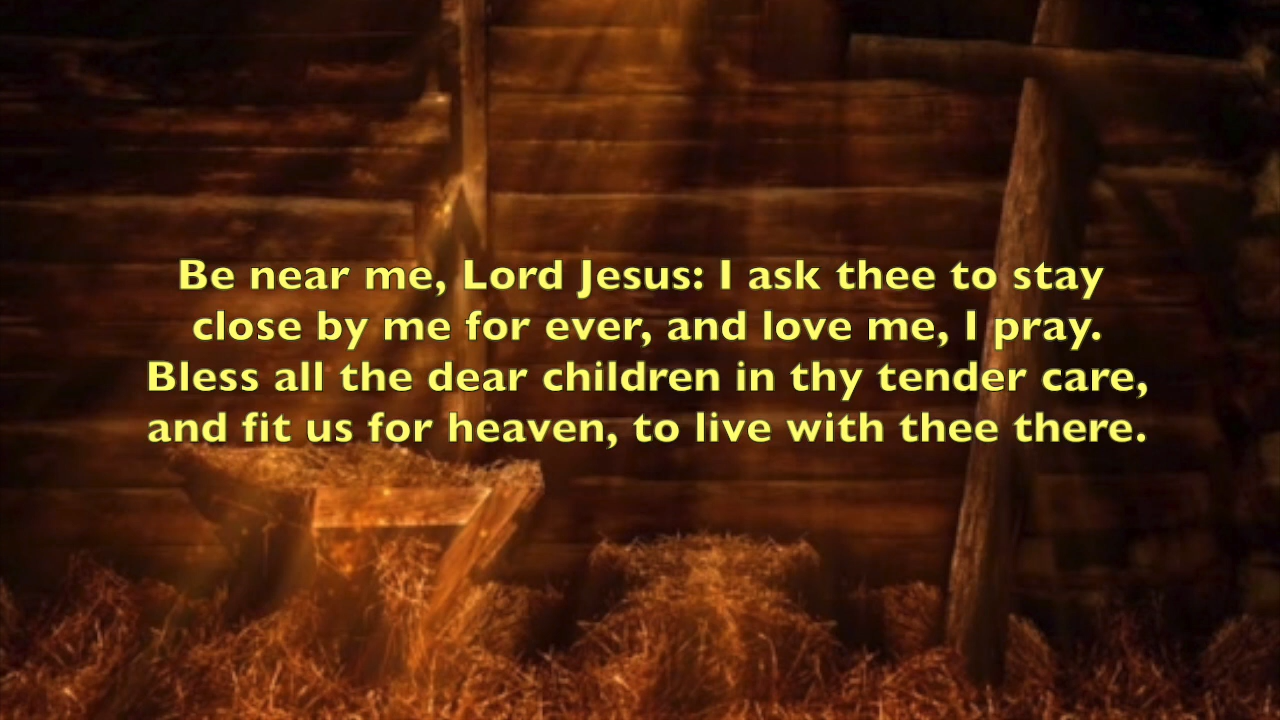 Be near me, Lord Jesus: I ask thee to stay
close by me for ever, and love me, I pray.
Bless all the dear children in thy tender care,
and fit us for heaven, to live with thee there.